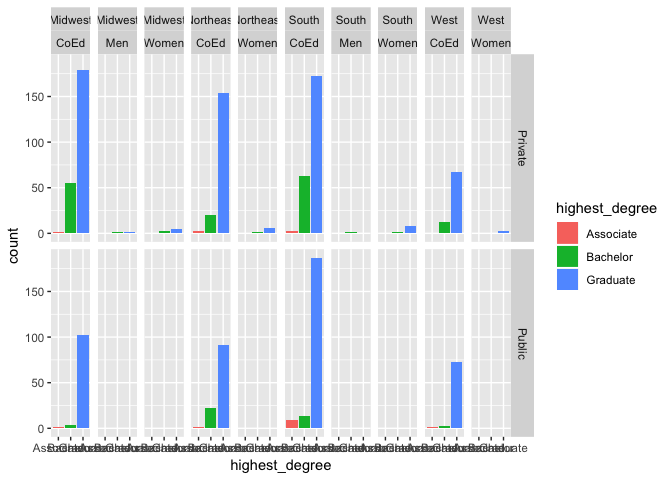 Midwest Midwest Midwest Northeast Northeast South South South West West
CoEd Men Women CoEd Women CoEd Men Women CoEd Women
150
100
50
0
Private
150
100
50
0
Public
count
highest_degree
highest_degree
Associate
Bachelor
Graduate